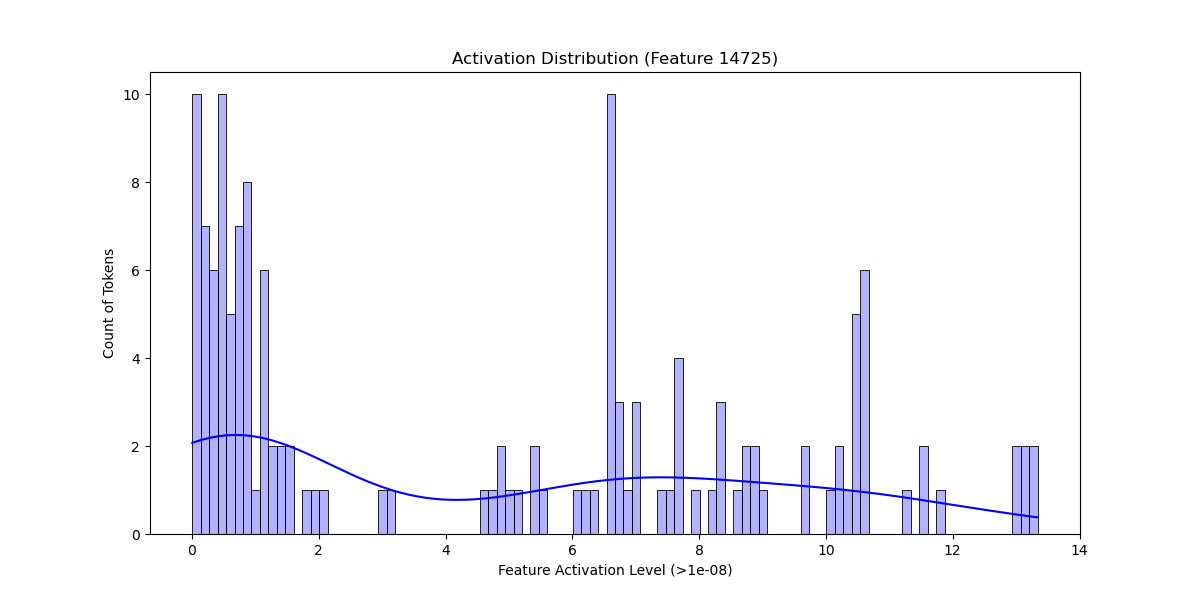 Activation Distribution (Feature 14725)
10
8
6
4
2
0
Count of Tokens
0 2 4 6 8 10 12 14
Feature Activation Level (>1e-08)